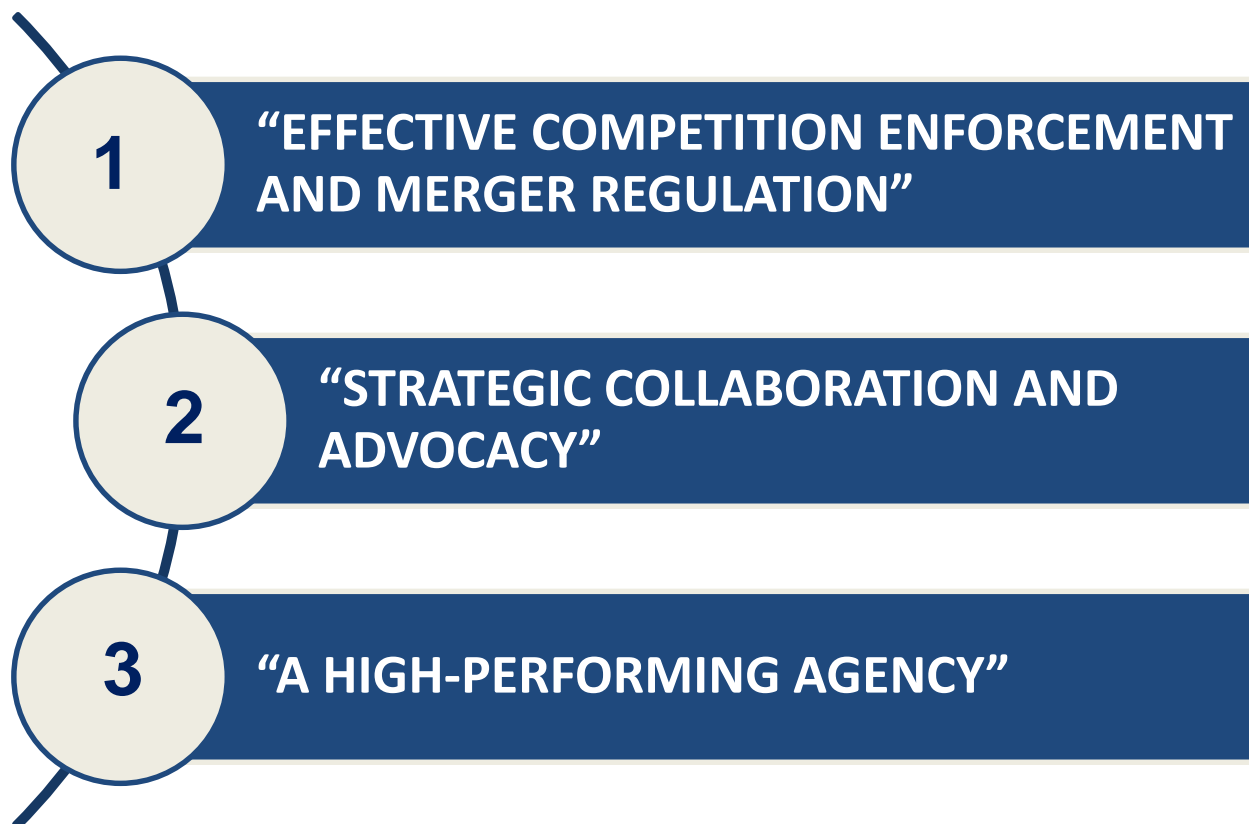 1
“EFFECTIVE COMPETITION ENFORCEMENT
AND MERGER REGULATION”
2
“STRATEGIC COLLABORATION AND
ADVOCACY”
3
“A HIGH-PERFORMING AGENCY”